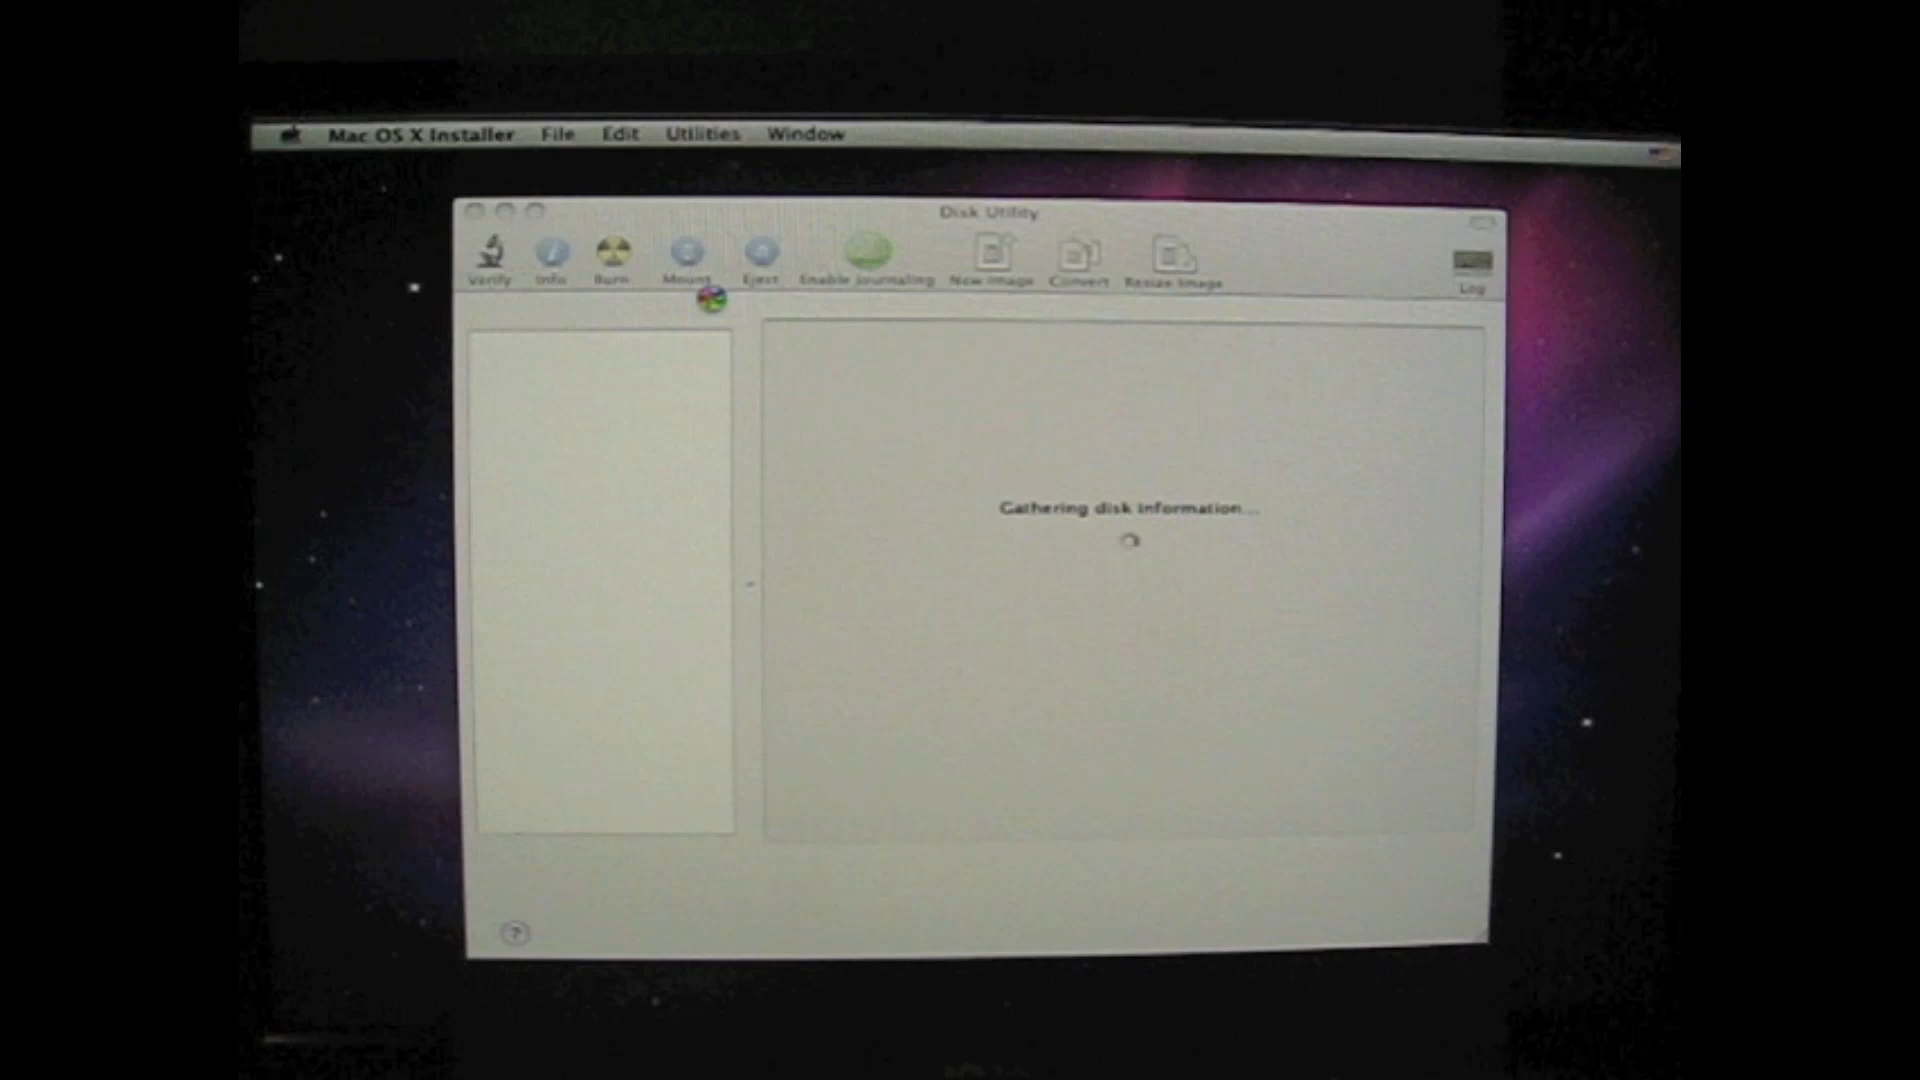 Mac OS X Installer File Edit Utilities Window
Disk Utility
Verify Info Burn Mount Eject Enable Journaling New Image Convert Resize Image Log
Gathering disk information...
?